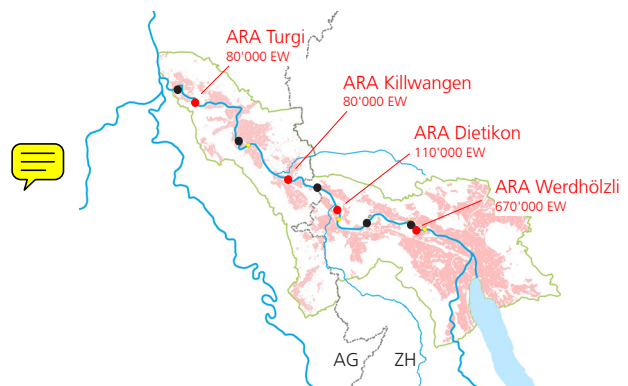 ARA Turgi
80'000 EW
ARA Killwangen
80'000 EW
ARA Dietikon
110'000 EW
ARA Werdhölzli
670'000 EW
AG
ZH